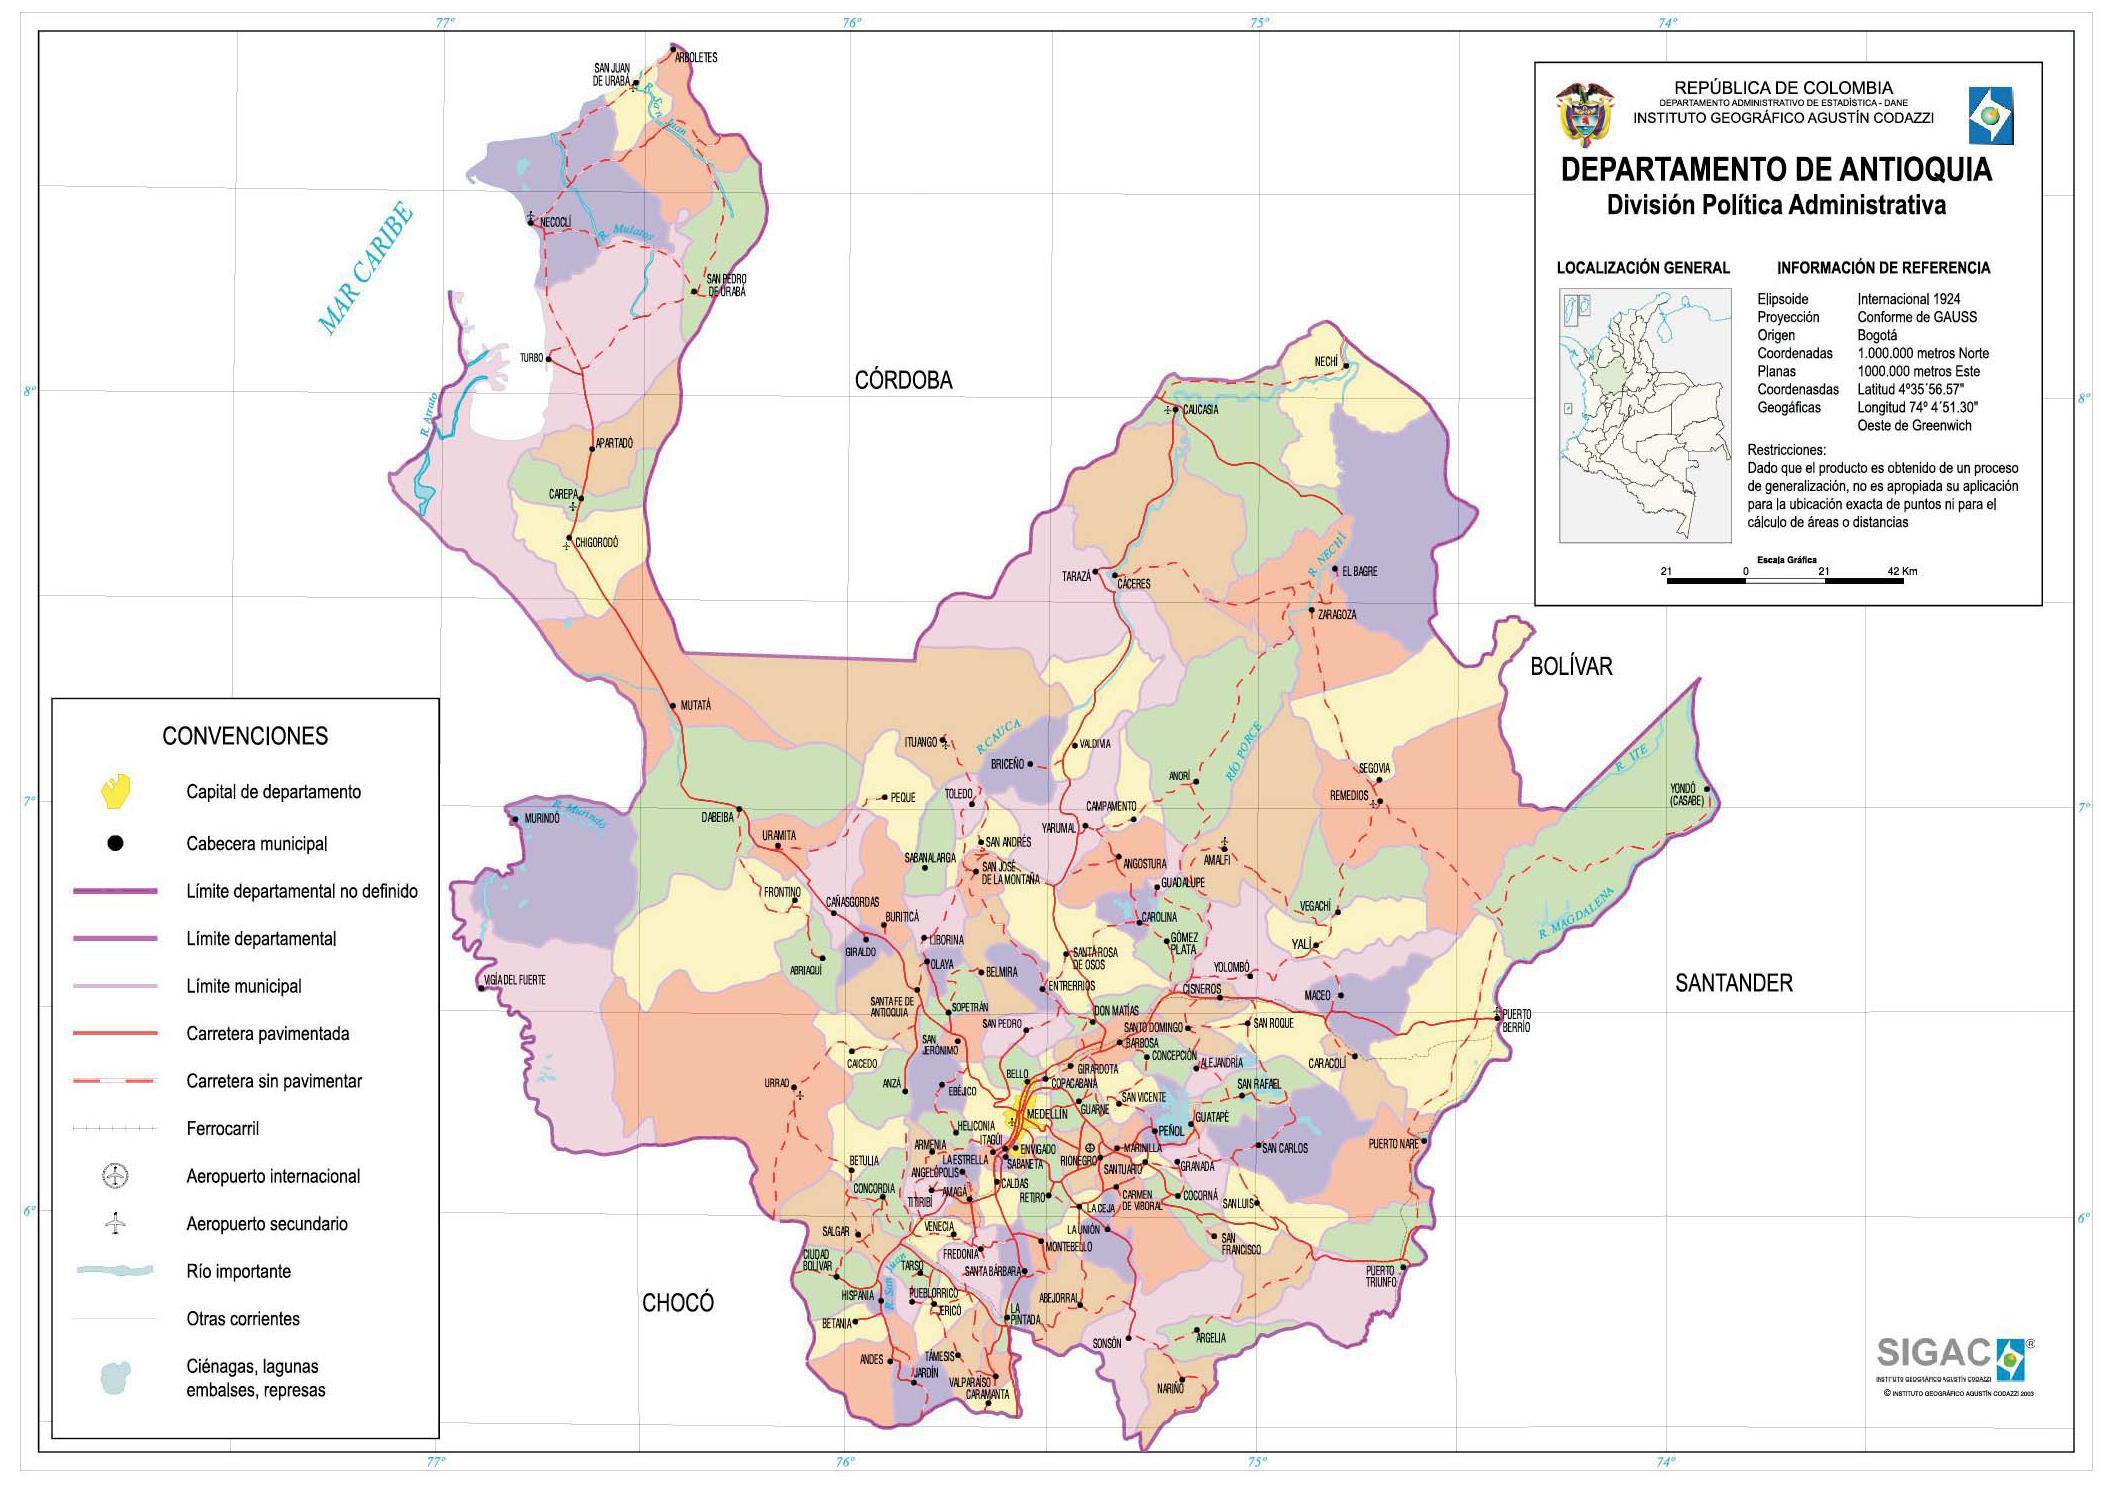 77°
76°
75°
74°
REPÚBLICA DE COLOMBIA
DEPARTAMENTO ADMINISTRATIVO DE ESTADÍSTICA - DANE
INSTITUTO GEOGRÁFICO AGUSTÍN CODAZZI
DEPARTAMENTO DE ANTIOQUIA
División Política Administrativa
LOCALIZACIÓN GENERAL
INFORMACIÓN DE REFERENCIA
Elipsoide Internacional 1924
Proyección Conforme de GAUSS
Origen Bogotá
Coordenadas 1.000.000 metros Norte
Planas 1000.000 metros Este
Coordenasdas Latitud 4°35´56.57"
Geogáficas Longitud 74º 4´51.30"
Oeste de Greenwich
Restricciones:
Dado que el producto es obtenido de un proceso
de generalización, no es apropiada su aplicación
para la ubicación exacta de puntos ni para el
cálculo de áreas o distancias
Escala Gráfica
21 0 21 42 Km
ARBOLETES
SAN JUAN
DE URABÁ
R. San Juan
NECOCLÍ
R. Mulatos
MAR CARIBE
SAN PEDRO
DE URABÁ
TURBO
8°
8°
R. Atrato
CÓRDOBA
NECHÍ
CAUCASIA
APARTADÓ
CAREPA
CHIGORODÓ
TARAZÁ
CÁCERES
R. NECHÍ
EL BAGRE
ZARAGOZA
BOLÍVAR
MUTATÁ
ITUANGO
R.CAUCA
VALDIVIA
BRICEÑO
ANORÍ
RÍO PORCE
SEGOVIA
REMEDIOS
R. ITE
YONDÓ
(CASABE)
7°
7°
R. Murindó
MURINDÓ
DABEIBA
PEQUE
TOLEDO
CAMPAMENTO
YARUMAL
URAMITA
SAN ANDRÉS
SABANALARGA
SAN JOSÉ
DE LA MONTAÑA
ANGOSTURA
AMALFI
GUADALUPE
FRONTINO
CAÑASGORDAS
BURITICÁ
CAROLINA
VEGACHÍ
R. MAGDALENA
GIRALDO
LIBORINA
GÓMEZ
PLATA
YALÍ
ABRIAQUÍ
OLAYA
BELMIRA
SANTA ROSA
DE OSOS
YOLOMBÓ
VIGÍA DEL FUERTE
ENTRERRIOS
CISNEROS
MACEO
SANTANDER
SANTA FE DE
ANTIOQUIA
SOPETRÁN
DON MATÍAS
PUERTO
BERRÍO
SAN PEDRO
SANTO DOMINGO
SAN ROQUE
SAN
JERÓNIMO
BARBOSA
CONCEPCIÓN
ALEJANDRÍA
CARACOLÍ
CAICEDO
GIRARDOTA
BELLO
COPACABANA
SAN RAFAEL
URRAO
ANZÁ
EBÉJICO
SAN VICENTE
GUARNE
MEDELLÍN
GUATAPÉ
HELICONIA
PEÑOL
ITAGÜÍ
ARMENIA
ENVIGADO
MARINILLA
SAN CARLOS
PUERTO NARE
BETULIA
LA ESTRELLA
SABANETA
RIONEGRO
SANTUARIO
GRANADA
ANGELÓPOLIS
CONCORDIA
TITIRIBÍ
AMAGÁ
CALDAS
RETIRO
CARMEN
DE VIBORAL
COCORNÁ
SAN LUIS
6°
6°
LA CEJA
SALGAR
VENECIA
LA UNIÓN
SAN
FRANCISCO
CIUDAD
BOLÍVAR
FREDONIA
MONTEBELLO
TARSO
SANTA BÁRBARA
PUERTO
TRIUNFO
R. San Juan
HISPANIA
PUEBLORRICO
JERICÓ
ABEJORRAL
LA
PINTADA
CHOCÓ
BETANIA
SONSÓN
ARGELIA
ANDES
TÁMESIS
JARDÍN
VALPARAÍSO
CARAMANTA
NARIÑO
CONVENCIONES
Capital de departamento
Cabecera municipal
Límite departamental no definido
Límite departamental
Límite municipal
Carretera pavimentada
Carretera sin pavimentar
Ferrocarril
Aeropuerto internacional
Aeropuerto secundario
Río importante
Otras corrientes
Ciénagas, lagunas
embalses, represas
SIGAC®
INSTITUTO GEOGRÁFICO AGUSTÍN CODAZZI
© INSTITUTO GEOGRÁFICO AGUSTÍN CODAZZI 2003
77°
76°
75°
74°